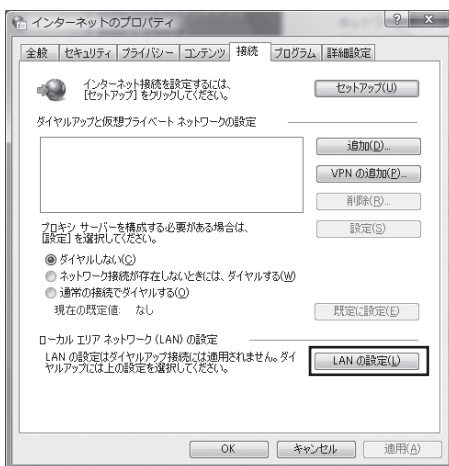 インターネットのプロパティ
全般 セキュリティ プライバシー コンテンツ 接続 プログラム 詳細設定
インターネット接続を設定するには、
[セットアップ] をクリックしてください。
セットアップ(U)
ダイヤルアップと仮想プライベート ネットワークの設定
追加(D)...
VPN の追加(P)...
削除(R)...
プロキシ サーバーを構成する必要がある場合は、
[設定] を選択してください。
設定(S)
ダイヤルしない(C)
ネットワーク接続が存在しないときには、ダイヤルする(W)
通常の接続でダイヤルする(O)
現在の既定値: なし
既定に設定(E)
ローカル エリア ネットワーク (LAN) の設定
LAN の設定はダイヤルアップ接続には適用されません。ダイ
ヤルアップには上の設定を選択してください。
LAN の設定(L)
OK キャンセル 適用(A)